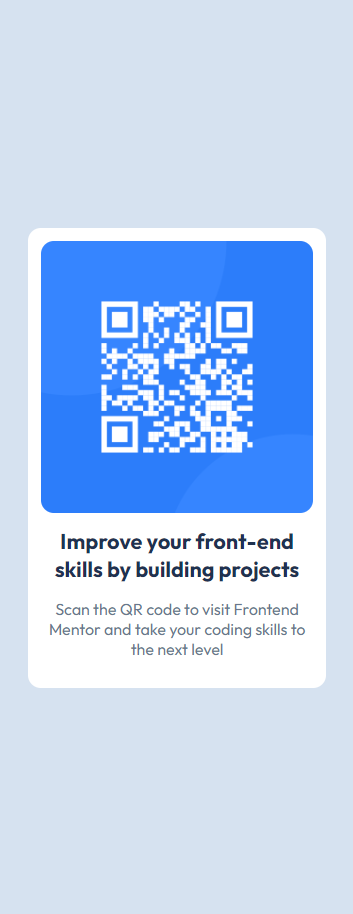 Improve your front-end
skills by building projects
Scan the QR code to visit Frontend
Mentor and take your coding skills to
the next level